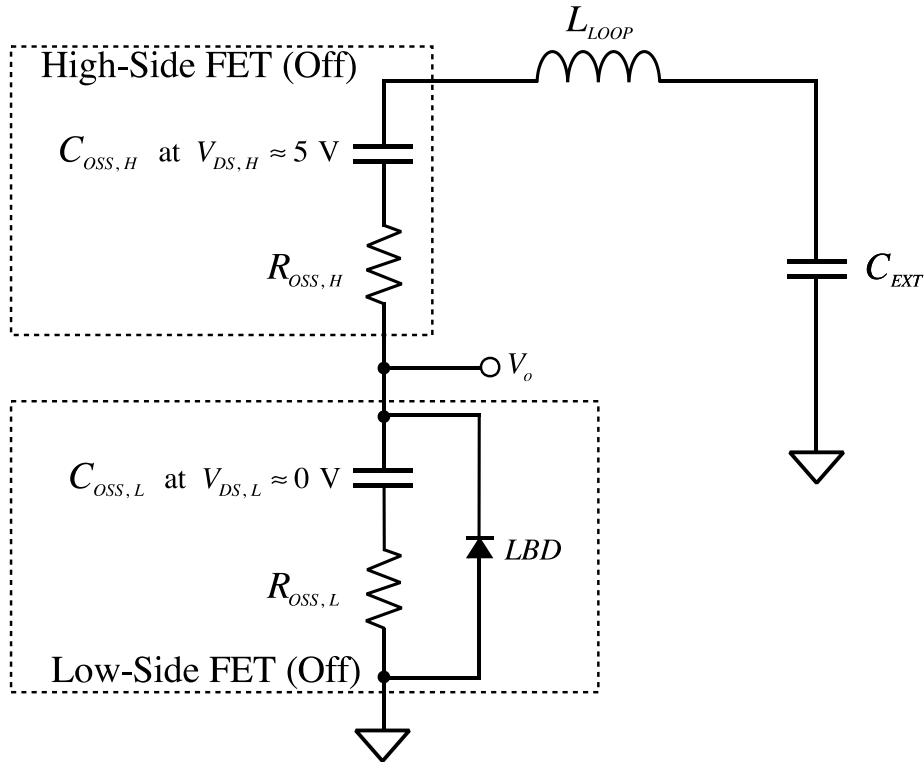 L_LOOP
High-Side FET (Off)
C_OSS,H at V_DS,H ≈ 5 V
R_OSS,H
C_EXT
V_o
C_OSS,L at V_DS,L ≈ 0 V
LBD
R_OSS,L
Low-Side FET (Off)